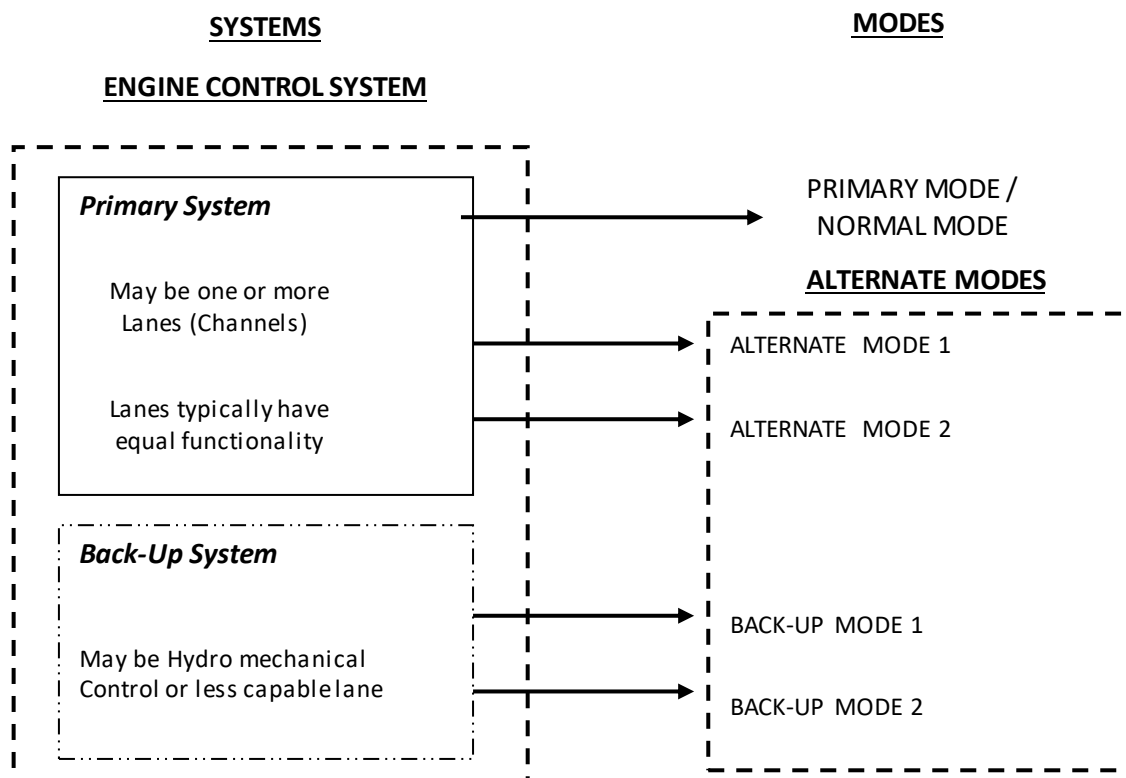 SYSTEMS
ENGINE CONTROL SYSTEM
Primary System
May be one or more
Lanes (Channels)
Lanes typically have
equal functionality
Back-Up System
May be Hydro mechanical
Control or less capable lane
MODES
PRIMARY MODE /
NORMAL MODE
ALTERNATE MODES
ALTERNATE MODE 1
ALTERNATE MODE 2
BACK-UP MODE 1
BACK-UP MODE 2